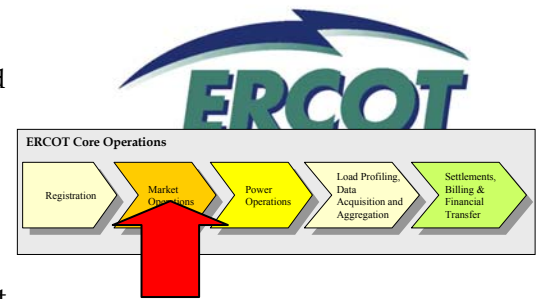 d
ERCOT
ERCOT Core Operations
Registration
Market
Operations
Power
Operations
Load Profiling,
Data
Acquisition and
Aggregation
Settlements,
Billing &
Financial
Transfer